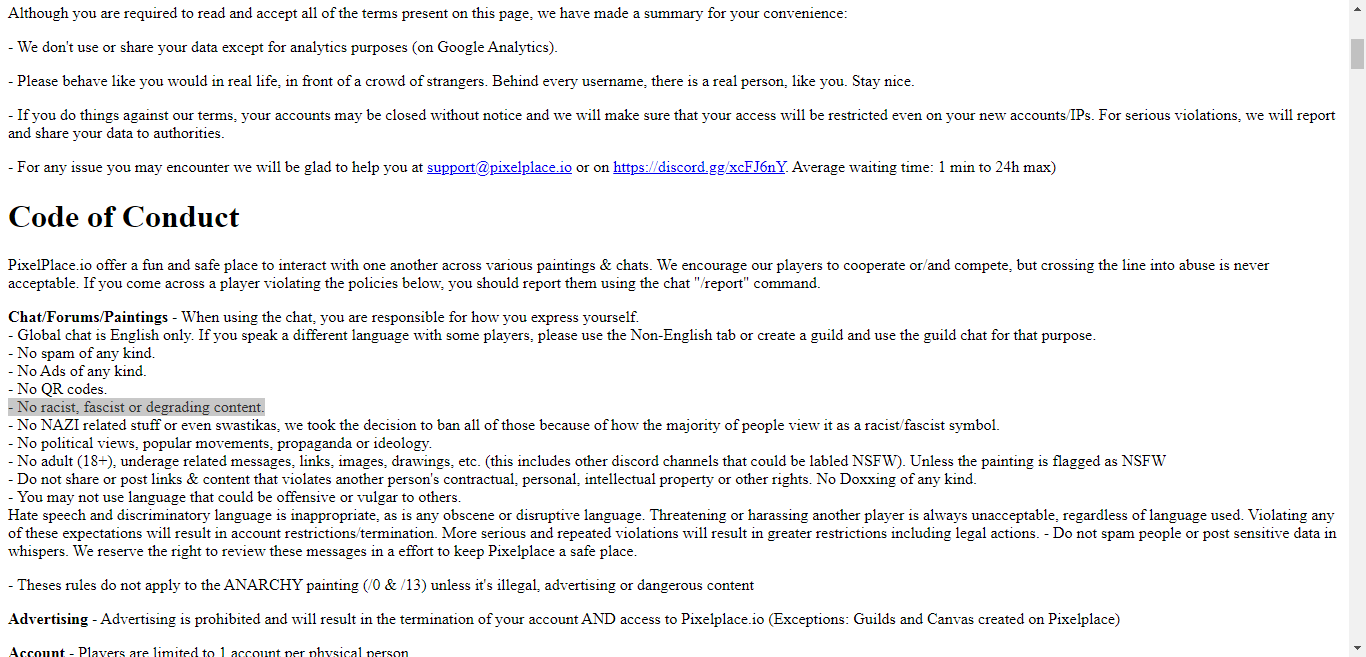 Although you are required to read and accept all of the terms present on this page, we have made a summary for your convenience:
- We don't use or share your data except for analytics purposes (on Google Analytics).
- Please behave like you would in real life, in front of a crowd of strangers. Behind every username, there is a real person, like you. Stay nice.
- If you do things against our terms, your accounts may be closed without notice and we will make sure that your access will be restricted even on your new accounts/IPs. For serious violations, we will report
and share your data to authorities.
- For any issue you may encounter we will be glad to help you at support@pixelplace.io or on https://discord.gg/xcFJ6nY. Average waiting time: 1 min to 24h max)
Code of Conduct
PixelPlace.io offer a fun and safe place to interact with one another across various paintings & chats. We encourage our players to cooperate or/and compete, but crossing the line into abuse is never
acceptable. If you come across a player violating the policies below, you should report them using the chat "/report" command.
Chat/Forums/Paintings - When using the chat, you are responsible for how you express yourself.
- Global chat is English only. If you speak a different language with some players, please use the Non-English tab or create a guild and use the guild chat for that purpose.
- No spam of any kind.
- No Ads of any kind.
- No QR codes.
- No racist, fascist or degrading content.
- No NAZI related stuff or even swastikas, we took the decision to ban all of those because of how the majority of people view it as a racist/fascist symbol.
- No political views, popular movements, propaganda or ideology.
- No adult (18+), underage related messages, links, images, drawings, etc. (this includes other discord channels that could be labled NSFW). Unless the painting is flagged as NSFW
- Do not share or post links & content that violates another person's contractual, personal, intellectual property or other rights. No Doxxing of any kind.
- You may not use language that could be offensive or vulgar to others.
Hate speech and discriminatory language is inappropriate, as is any obscene or disruptive language. Threatening or harassing another player is always unacceptable, regardless of language used. Violating any
of these expectations will result in account restrictions/termination. More serious and repeated violations will result in greater restrictions including legal actions. - Do not spam people or post sensitive data in
whispers. We reserve the right to review these messages in a effort to keep Pixelplace a safe place.
- Theses rules do not apply to the ANARCHY painting (/0 & /13) unless it's illegal, advertising or dangerous content
Advertising - Advertising is prohibited and will result in the termination of your account AND access to Pixelplace.io (Exceptions: Guilds and Canvas created on Pixelplace)
Account - Players are limited to 1 account per physical person